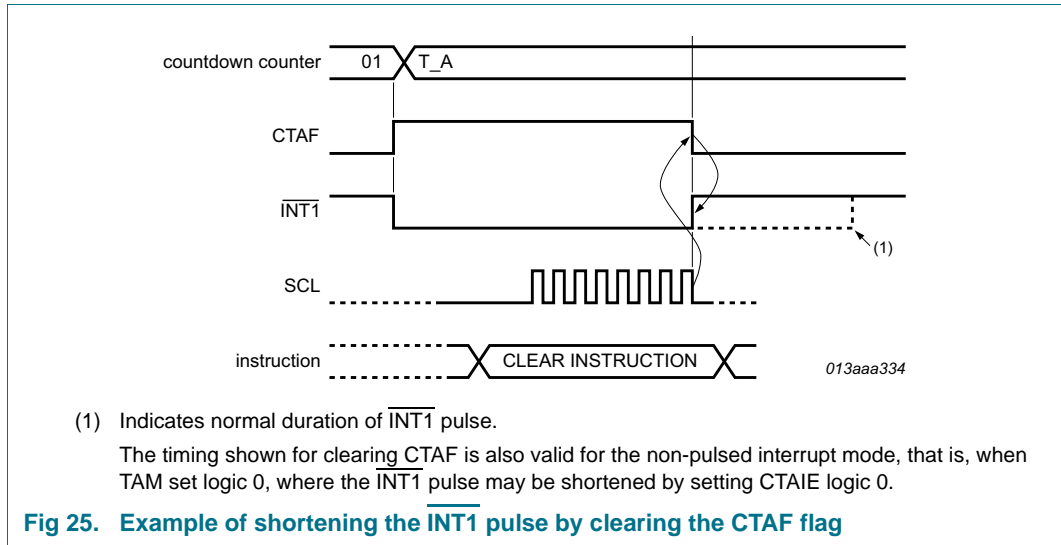 countdown counter 01 T_A
CTAF
INT1
(1)
SCL
instruction CLEAR INSTRUCTION
013aaa334
(1) Indicates normal duration of INT1 pulse.
The timing shown for clearing CTAF is also valid for the non-pulsed interrupt mode, that is, when
TAM set logic 0, where the INT1 pulse may be shortened by setting CTAIE logic 0.
Fig 25. Example of shortening the INT1 pulse by clearing the CTAF flag